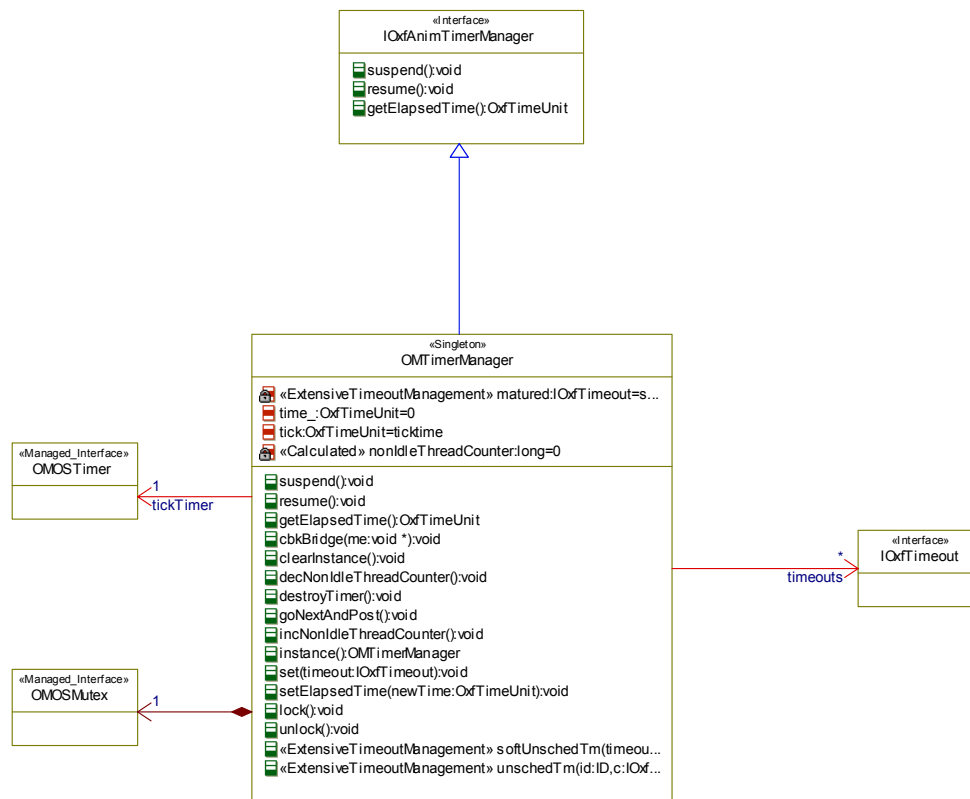 «Interface»
IOxfAnimTimerManager
suspend():void
resume():void
getElapsedTime():OxfTimeUnit
«Singleton»
OMTimerManager
«ExtensiveTimeoutManagement» matured:IOxfTimeout=s...
time_:OxfTimeUnit=0
tick:OxfTimeUnit=ticktime
«Calculated» nonIdleThreadCounter:long=0
suspend():void
resume():void
getElapsedTime():OxfTimeUnit
cbkBridge(me:void *):void
clearInstance():void
decNonIdleThreadCounter():void
destroyTimer():void
goNextAndPost():void
incNonIdleThreadCounter():void
instance():OMTimerManager
set(timeout:IOxfTimeout):void
setElapsedTime(newTime:OxfTimeUnit):void
lock():void
unlock():void
«ExtensiveTimeoutManagement» softUnschedTm(timeou...
«ExtensiveTimeoutManagement» unschedTm(id:ID,c:IOxf...
«Managed_Interface»
OMOSTimer
1
tickTimer
«Managed_Interface»
OMOSMutex
1
«Interface»
IOxfTimeout
*
timeouts